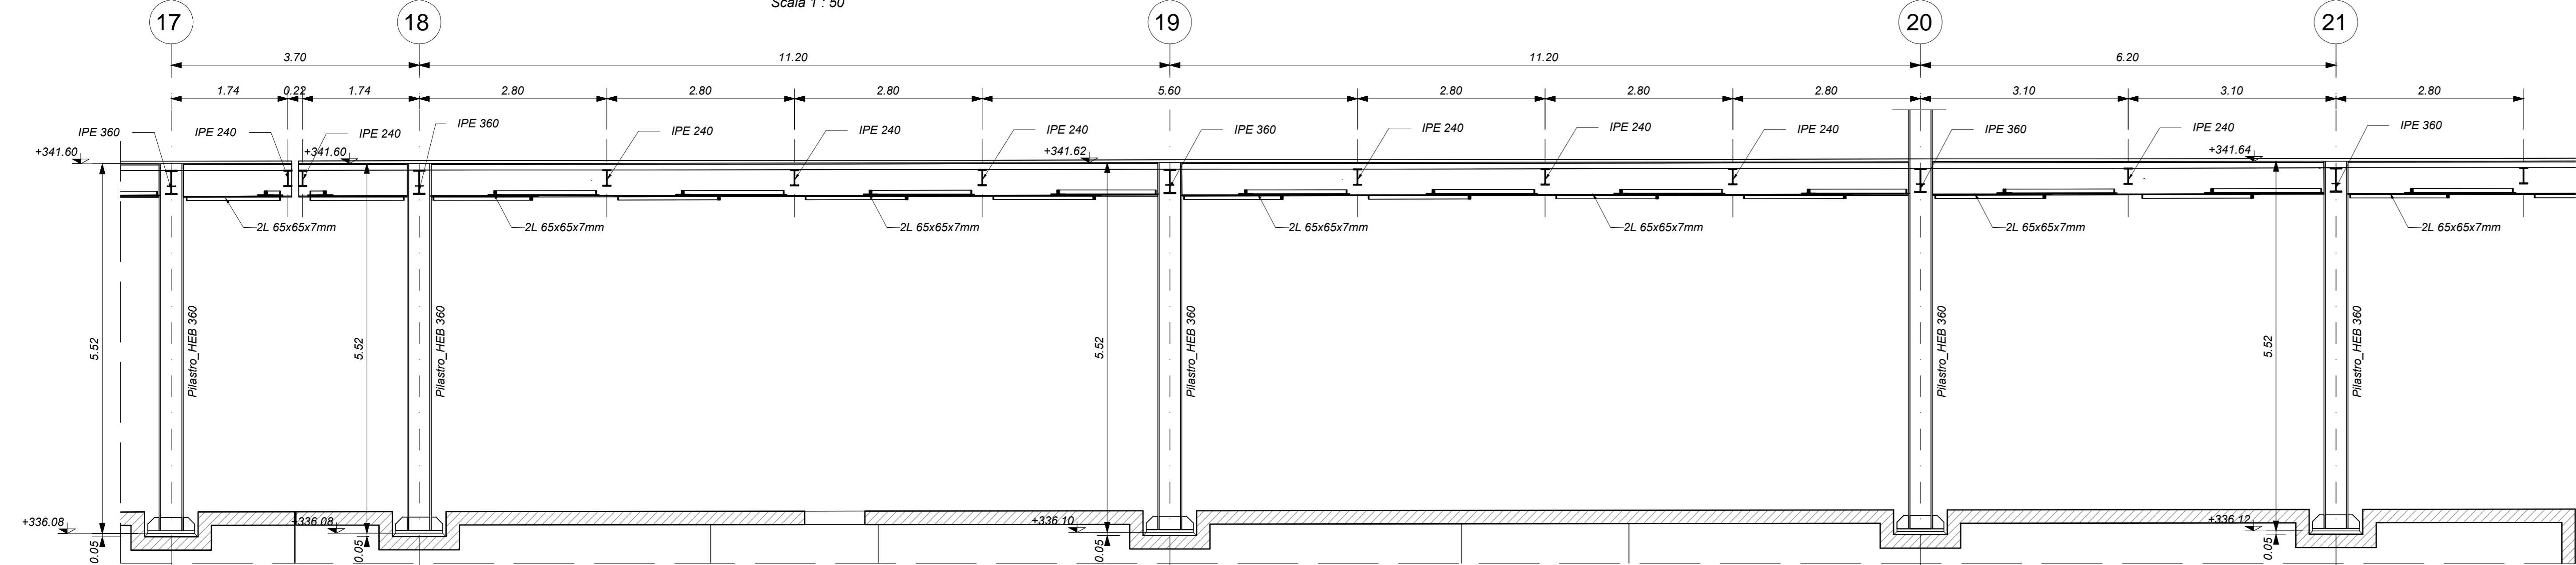 Scala 1 : 50
17
18
19
20
21
3.70
11.20
11.20
6.20
1.74
0.22
1.74
2.80
2.80
2.80
5.60
2.80
2.80
2.80
3.10
3.10
2.80
IPE 360
IPE 240
IPE 240
IPE 360
IPE 240
IPE 240
IPE 240
IPE 360
IPE 240
IPE 240
IPE 240
IPE 360
IPE 240
IPE 360
+341.60
+341.60
+341.62
+341.64
2L 65x65x7mm
2L 65x65x7mm
2L 65x65x7mm
2L 65x65x7mm
2L 65x65x7mm
2L 65x65x7mm
2L 65x65x7mm
5.52
Pilastro_HEB 360
5.52
Pilastro_HEB 360
5.52
Pilastro_HEB 360
Pilastro_HEB 360
5.52
Pilastro_HEB 360
+336.08
+336.08
+336.10
+336.12
0.05
0.05
0.05
0.05